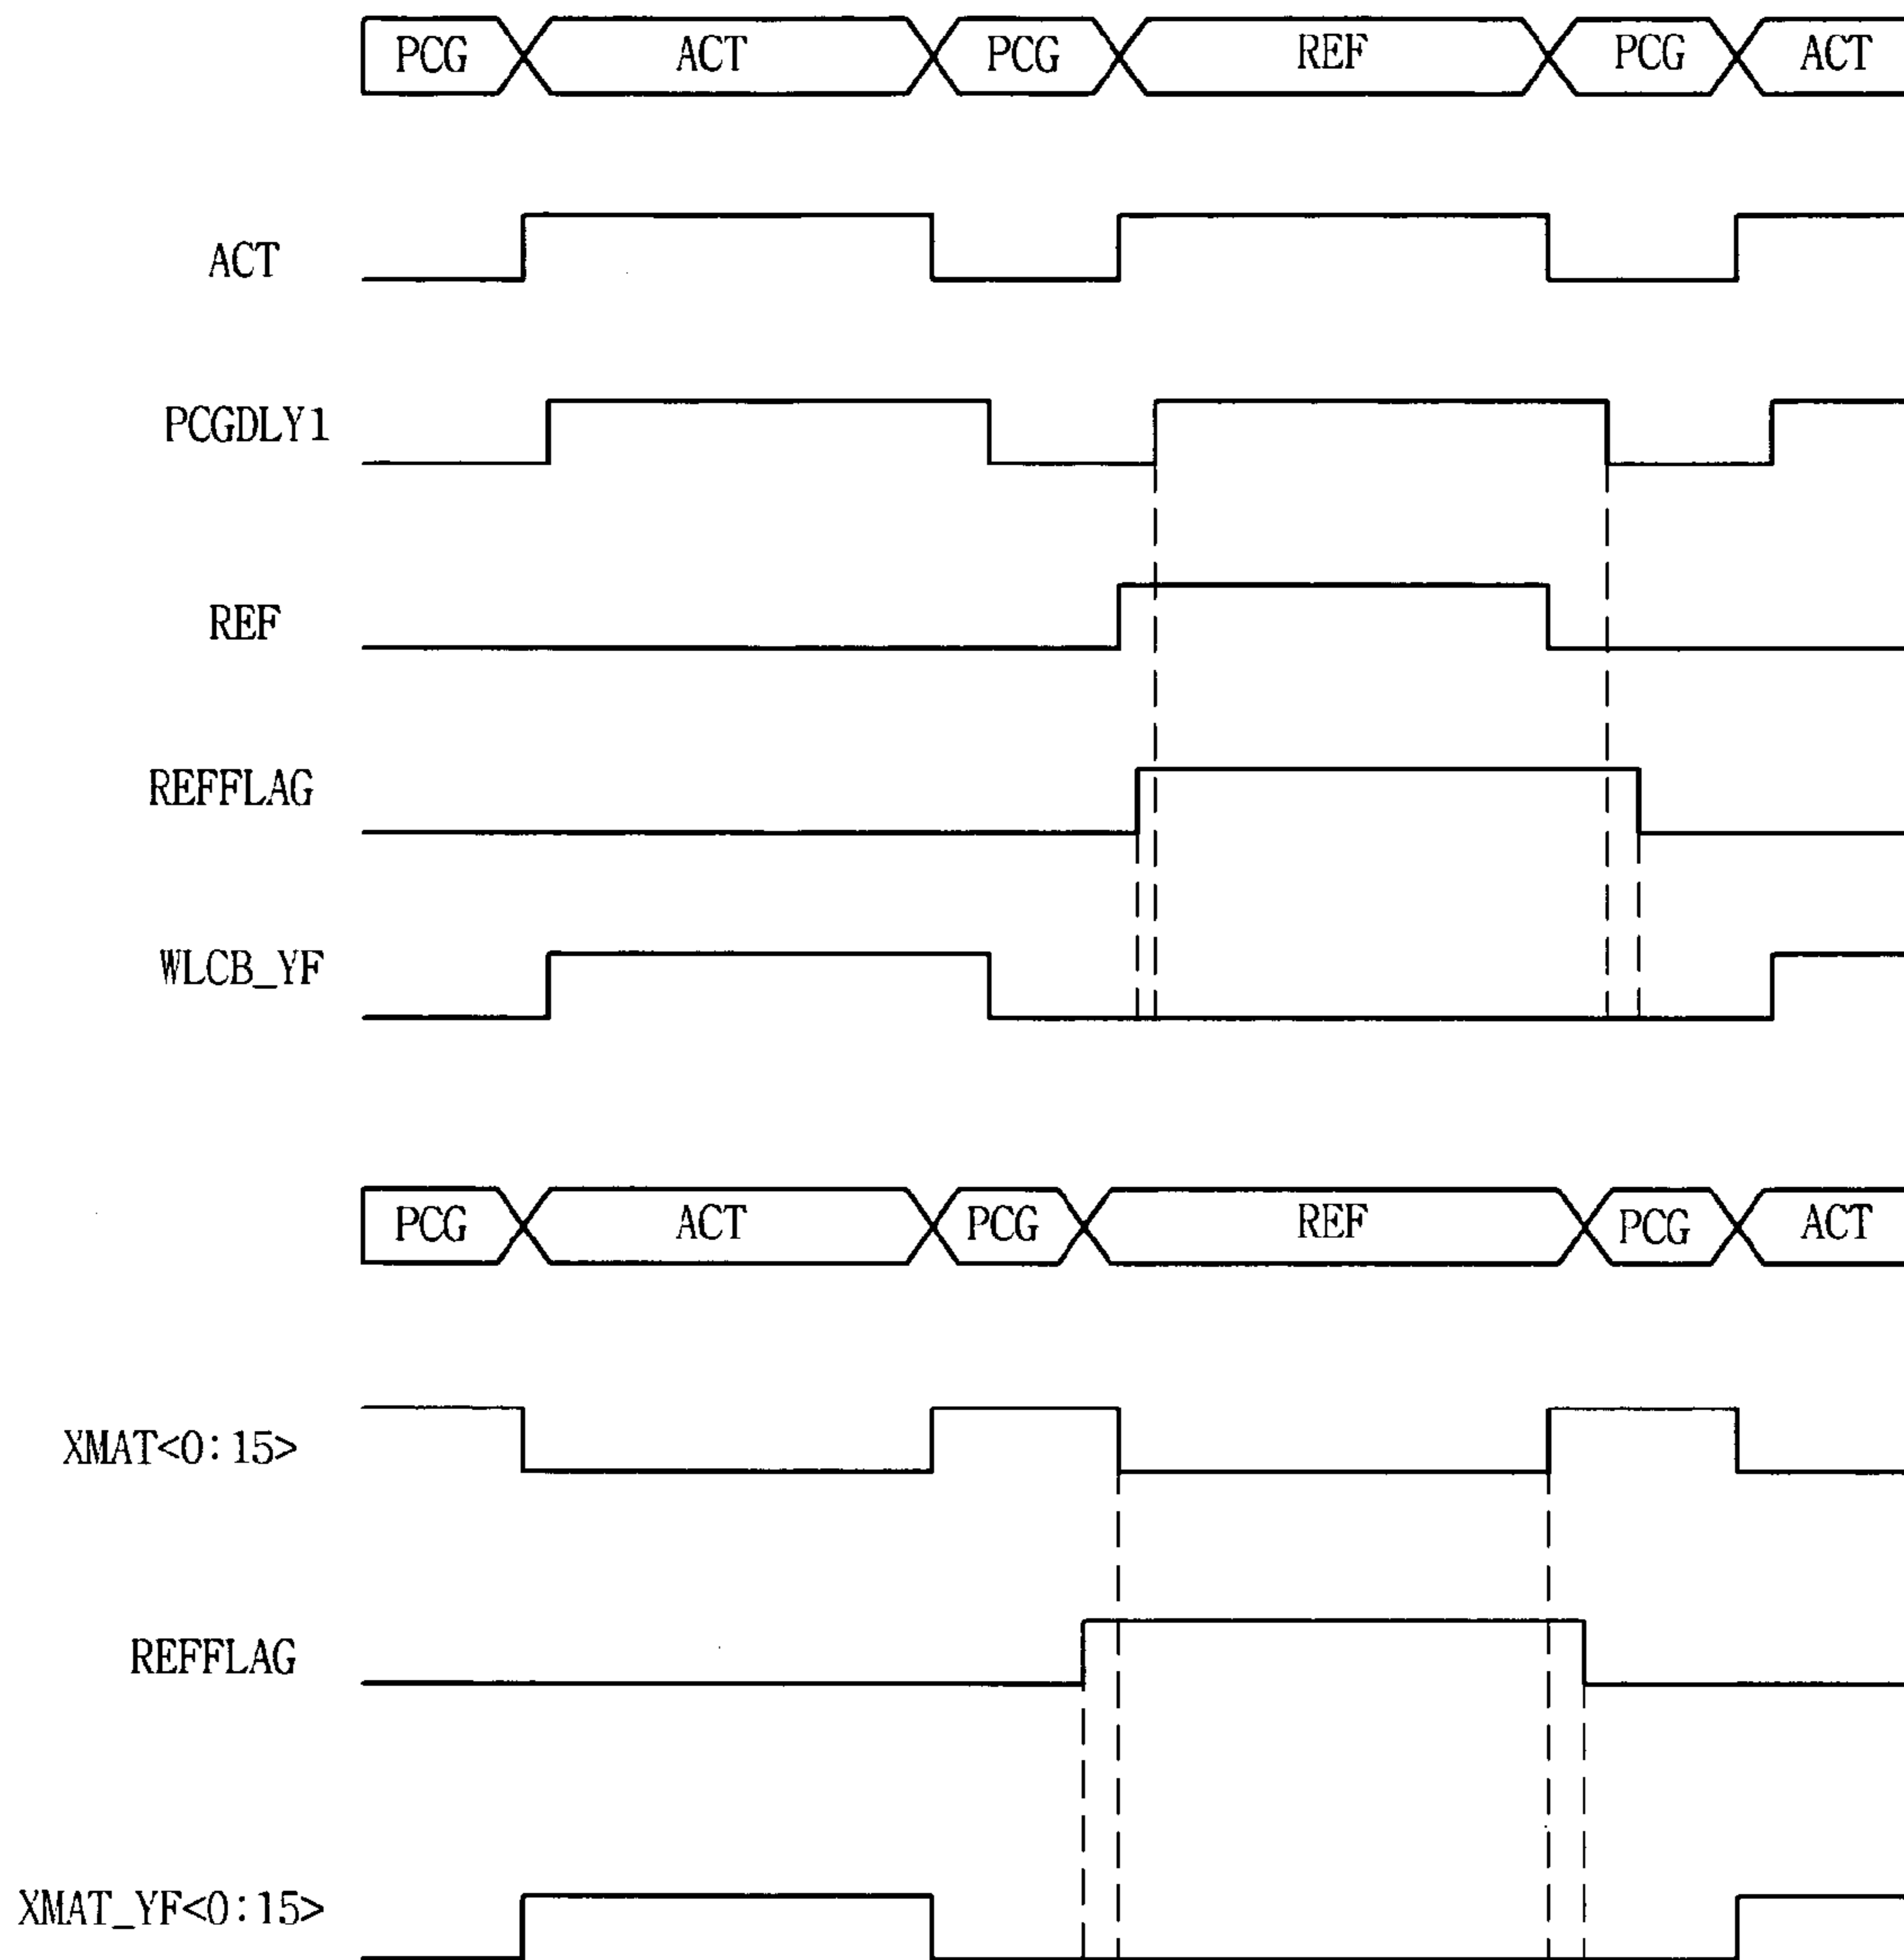 PCG ACT PCG REF PCG ACT
ACT
PCGDLY1
REF
REFFLAG
WLCB_YF
PCG ACT PCG REF PCG ACT
XMAT<0:15>
REFFLAG
XMAT_YF<0:15>